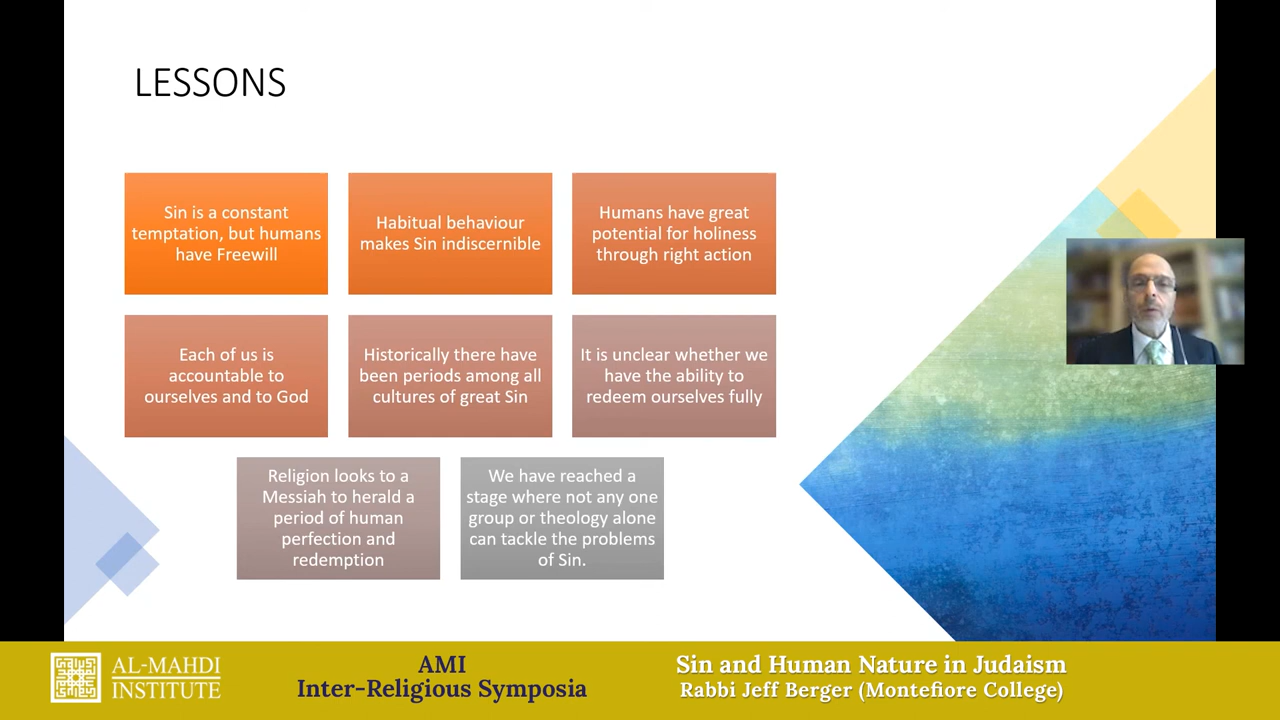 LESSONS
Sin is a constant
temptation, but humans
have Freewill
Habitual behaviour
makes Sin indiscernible
Humans have great
potential for holiness
through right action
Each of us is
accountable to
ourselves and to God
Historically there have
been periods among all
cultures of great Sin
It is unclear whether we
have the ability to
redeem ourselves fully
Religion looks to a
Messiah to herald a
period of human
perfection and
redemption
We have reached a
stage where not any one
group or theology alone
can tackle the problems
of Sin.
AL-MAHDI
INSTITUTE
AMI
Inter-Religious Symposia
Sin and Human Nature in Judaism
Rabbi Jeff Berger (Montefiore College)